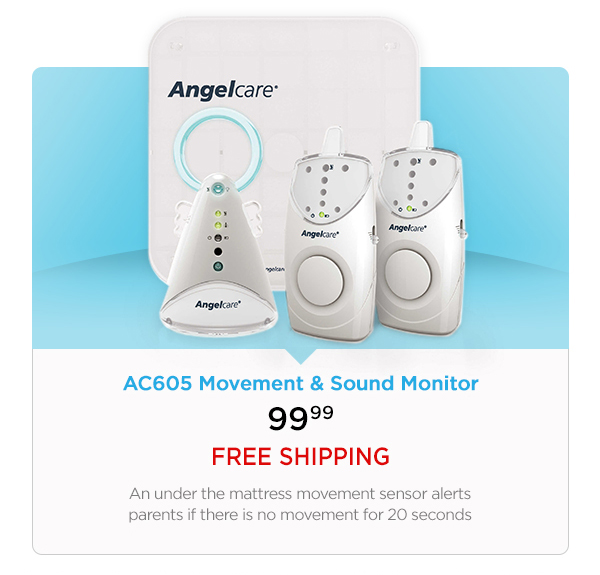 Angelcare®
Angelcare®
Angelcare®
Angelcare®
AC605 Movement & Sound Monitor
99⁹⁹
FREE SHIPPING
An under the mattress movement sensor alerts
parents if there is no movement for 20 seconds